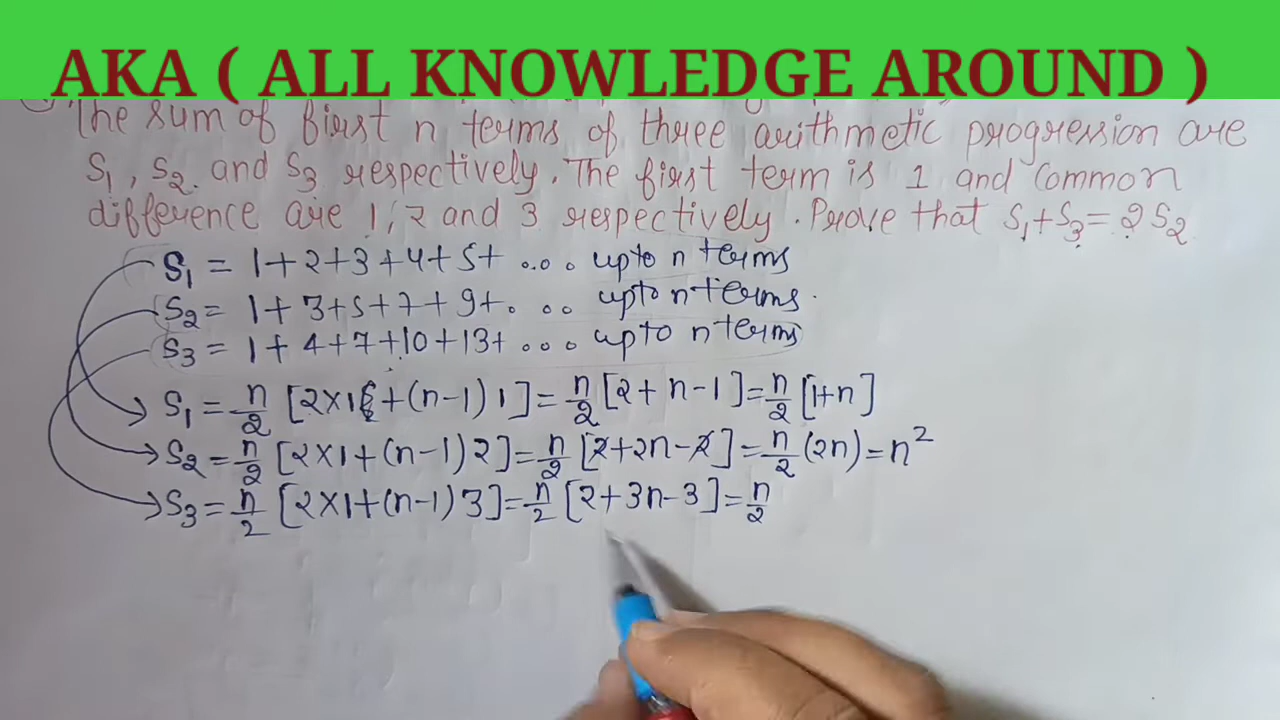 AKA ( ALL KNOWLEDGE AROUND )
The sum of first n terms of three arithmetic progression are
S₁, S₂ and S₃ respectively. The first term is 1 and common
difference are 1, 2 and 3 respectively. Prove that S₁+S₃=2S₂
S₁ = 1+2+3+4+5+ .... upto n terms
S₂ = 1+3+5+7+9+. ... upto n terms.
S₃ = 1+4+7+10+13+ .... upto n terms
S₁ = n/2 [2×1+(n-1)1] = n/2 [2+n-1] = n/2 [1+n]
S₂ = n/2 [2×1+(n-1)2] = n/2 [2+2n-2] = n/2 (2n) = n²
S₃ = n/2 [2×1+(n-1)3] = n/2 [2+3n-3] = n/2